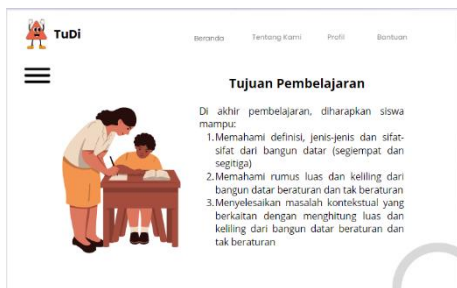 TuDi
Beranda Tentang Kami Profil Bantuan
Tujuan Pembelajaran
Di akhir pembelajaran, diharapkan siswa
mampu:
1. Memahami definisi, jenis-jenis dan sifat-
sifat dari bangun datar (segiempat dan
segitiga)
2. Memahami rumus luas dan keliling dari
bangun datar beraturan dan tak beraturan
3. Menyelesaikan masalah kontekstual yang
berkaitan dengan menghitung luas dan
keliling dari bangun datar beraturan dan
tak beraturan